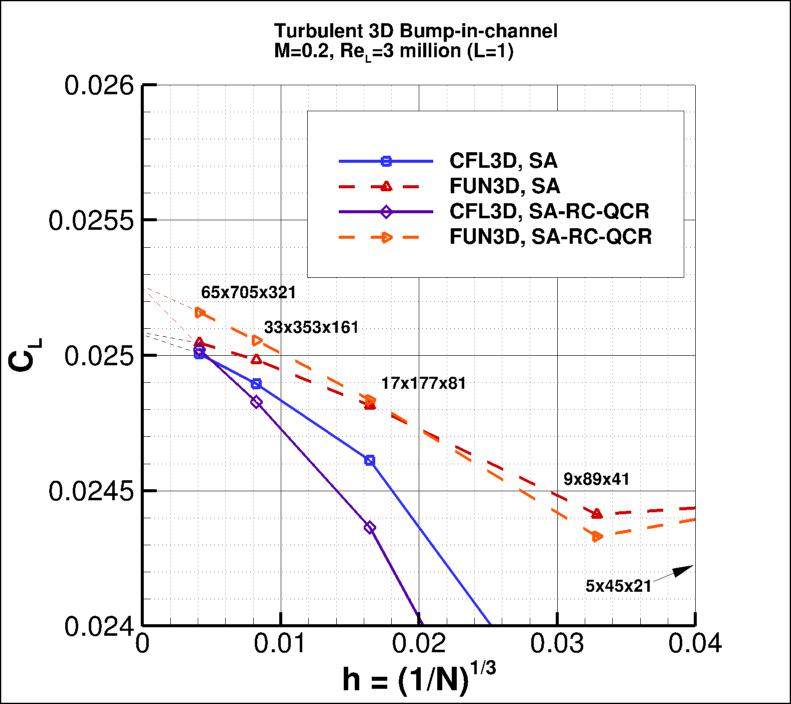 Turbulent 3D Bump-in-channel
M=0.2, Re_L=3 million (L=1)
0.026
CFL3D, SA
FUN3D, SA
CFL3D, SA-RC-QCR
FUN3D, SA-RC-QCR
0.0255
65x705x321
33x353x161
0.025
C_L
17x177x81
9x89x41
0.0245
5x45x21
0.024
0 0.01 0.02 0.03 0.04
h = (1/N)^1/3